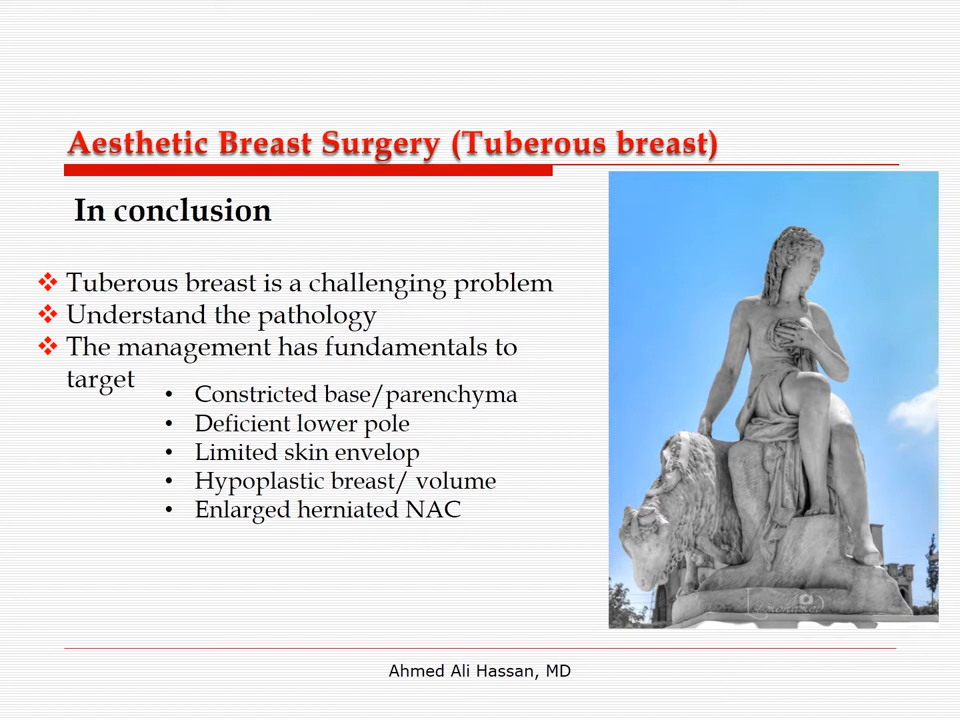 Aesthetic Breast Surgery (Tuberous breast)
In conclusion
❖ Tuberous breast is a challenging problem
❖ Understand the pathology
❖ The management has fundamentals to
target
• Constricted base/parenchyma
• Deficient lower pole
• Limited skin envelop
• Hypoplastic breast/ volume
• Enlarged herniated NAC
Ahmed Ali Hassan, MD